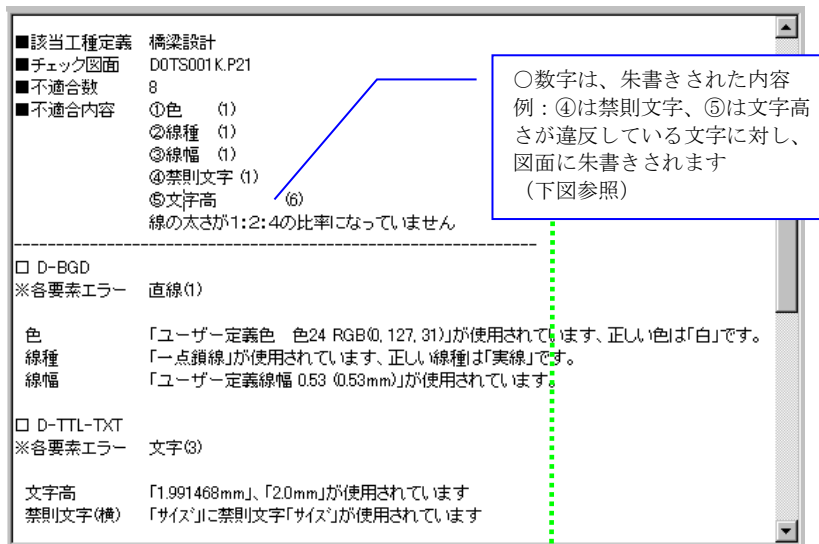 ■該当工種定義 橋梁設計
■チェック図面 D0TS001K.P21
■不適合数 8
■不適合内容 ①色 (1)
②線種 (1)
③線幅 (1)
④禁則文字 (1)
⑤文字高 (6)
線の太さが1:2:4の比率になっていません
○数字は、朱書きされた内容
例：④は禁則文字、⑤は文字高
さが違反している文字に対し、
図面に朱書きされます
（下図参照）
--------------------------------------------------------------
□ D-BGD
※各要素エラー 直線(1)
色 「ユーザー定義色 色24 RGB(0, 127, 31)」が使用されています、正しい色は「白」です。
線種 「一点鎖線」が使用されています、正しい線種は「実線」です。
線幅 「ユーザー定義線幅 0.53 (0.53mm)」が使用されています。
□ D-TTL-TXT
※各要素エラー 文字(3)
文字高 「1.991468mm」、「2.0mm」が使用されています
禁則文字(横) 「ｻｲｽﾞ」に禁則文字「ｻｲｽﾞ」が使用されています